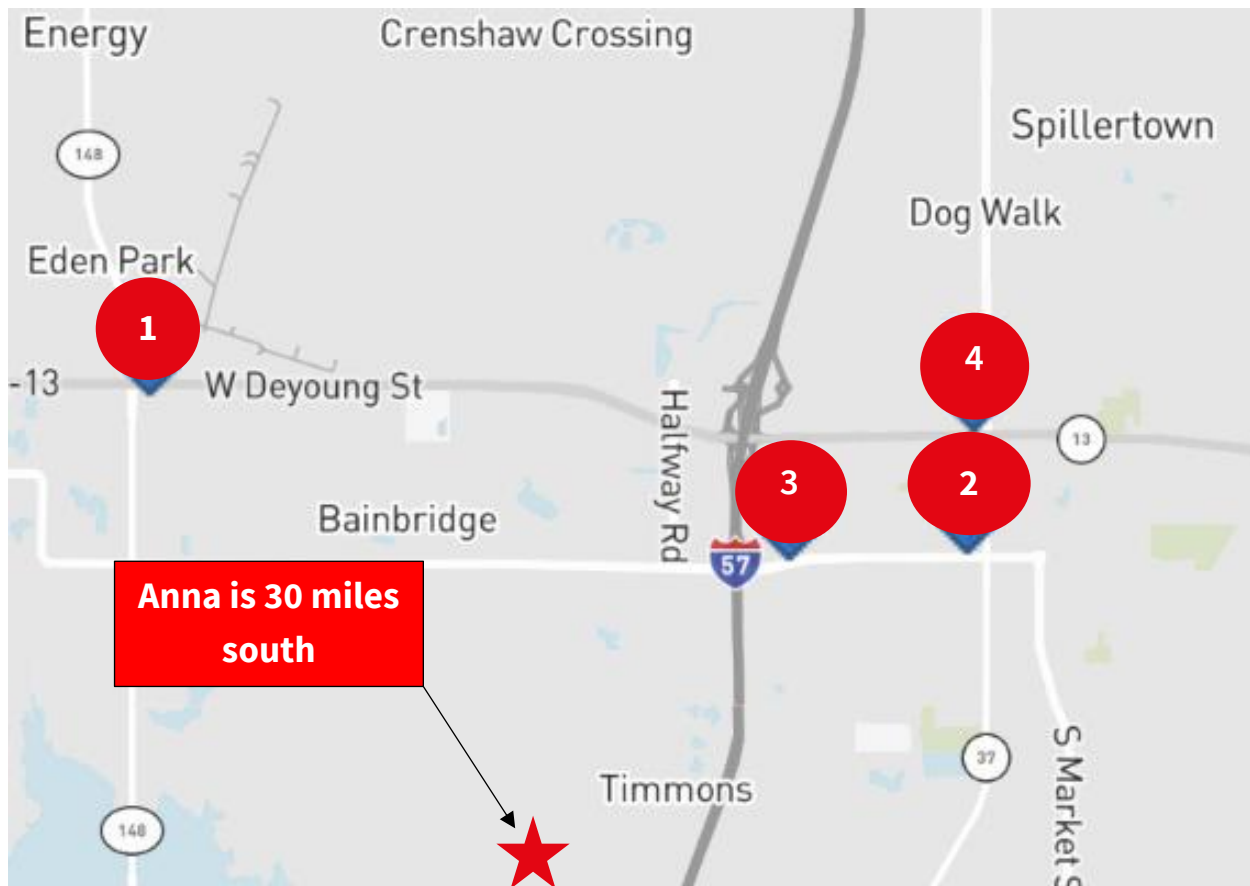 Energy
Crenshaw Crossing
148
Spillertown
Dog Walk
Eden Park
1
4
-13
W Deyoung St
Halfway Rd
13
3
2
Bainbridge
57
Anna is 30 miles
south
S Market S
37
Timmons
148